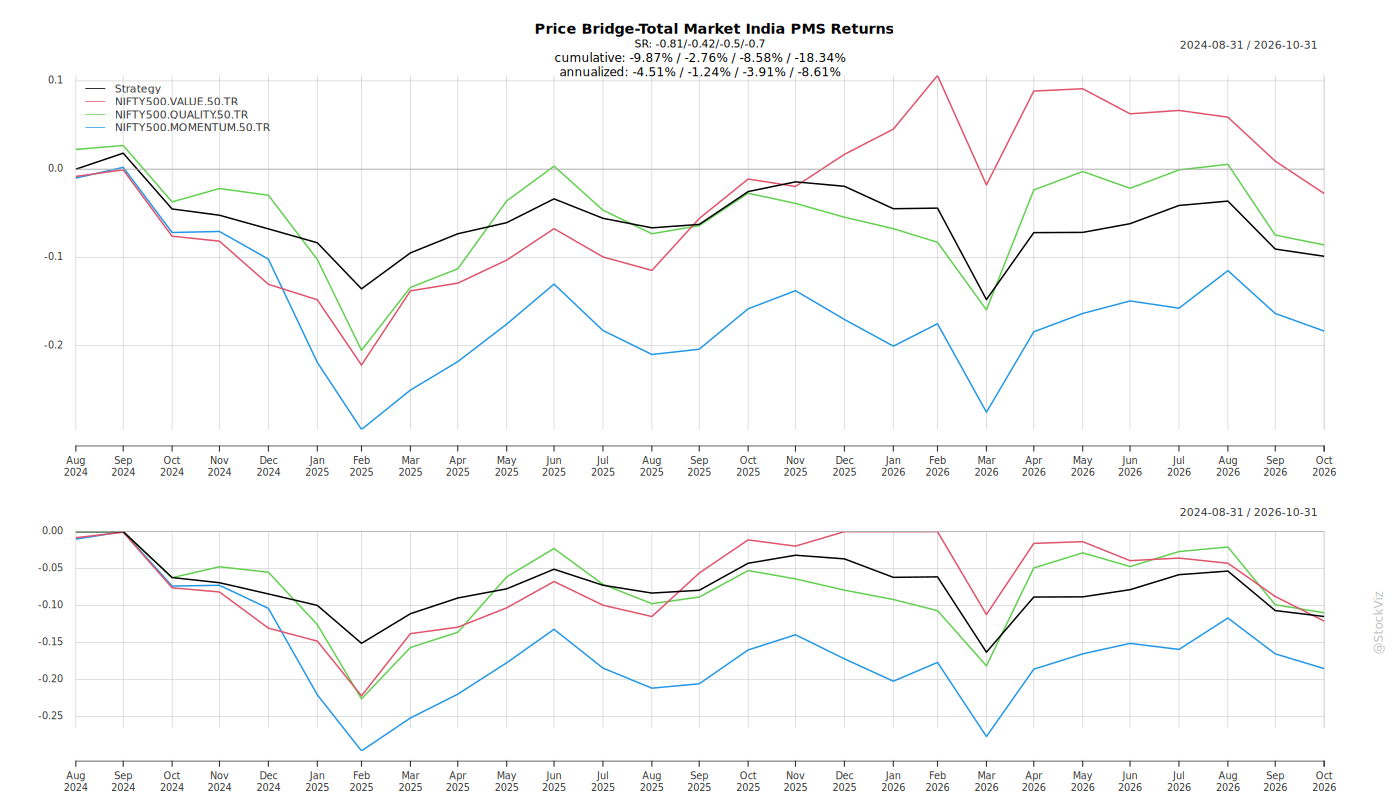 Price Bridge-Total Market India PMS Returns
SR: -0.81/-0.42/-0.5/-0.7
cumulative: -9.87% / -2.76% / -8.58% / -18.34%
annualized: -4.51% / -1.24% / -3.91% / -8.61%
2024-08-31 / 2026-10-31
0.1
0.0
-0.1
-0.2
Strategy
NIFTY500.VALUE.50.TR
NIFTY500.QUALITY.50.TR
NIFTY500.MOMENTUM.50.TR
Aug Sep Oct Nov Dec Jan Feb Mar Apr May Jun Jul Aug Sep Oct Nov Dec Jan Feb Mar Apr May Jun Jul Aug Sep Oct
2024 2024 2024 2024 2024 2025 2025 2025 2025 2025 2025 2025 2025 2025 2025 2025 2025 2026 2026 2026 2026 2026 2026 2026 2026 2026 2026
2024-08-31 / 2026-10-31
0.00
-0.05
-0.10
-0.15
-0.20
-0.25
Aug Sep Oct Nov Dec Jan Feb Mar Apr May Jun Jul Aug Sep Oct Nov Dec Jan Feb Mar Apr May Jun Jul Aug Sep Oct
2024 2024 2024 2024 2024 2025 2025 2025 2025 2025 2025 2025 2025 2025 2025 2025 2025 2026 2026 2026 2026 2026 2026 2026 2026 2026 2026
@StockViz